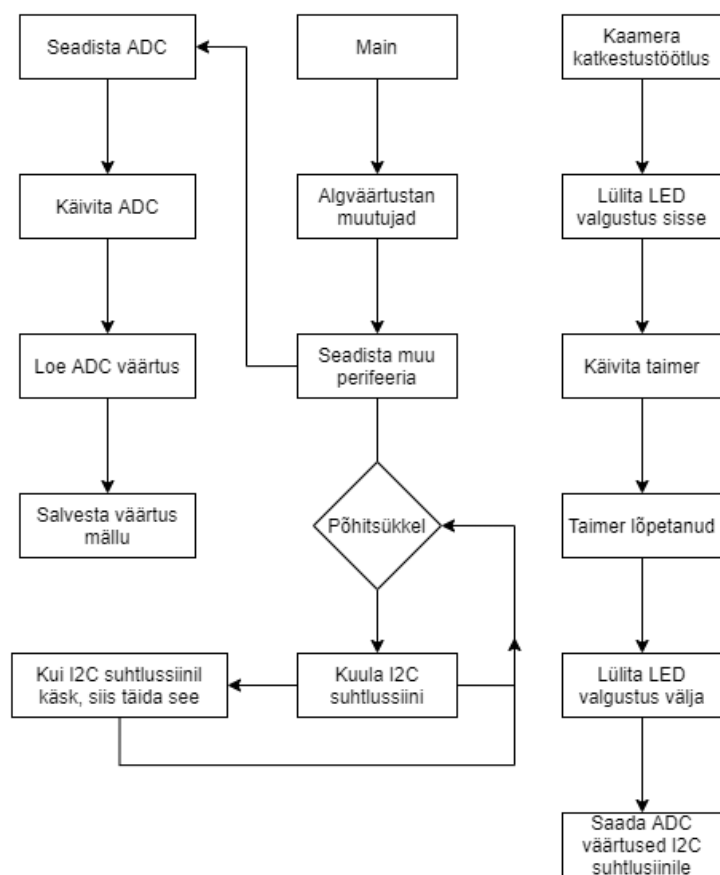 Seadista ADC
Main
Kaamera
katkestustöötlus
Käivita ADC
Algväärtustan
muutujad
Lülita LED
valgustus sisse
Loe ADC väärtus
Seadista muu
perifeeria
Käivita taimer
Salvesta väärtus
mällu
Põhitsükkel
Taimer lõpetanud
Kui I2C suhtlussiinil
käsk, siis täida see
Kuula I2C
suhtlussiini
Lülita LED
valgustus välja
Saada ADC
väärtused I2C
suhtlusiinile